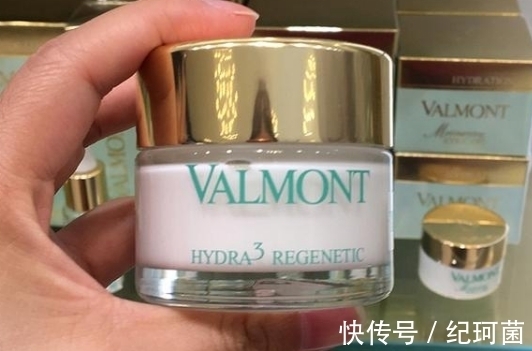 VALMONT
HYDRA³ REGENETIC
HYDRATION
VALMONT
VALMONT
快传号 / 纪珂菌